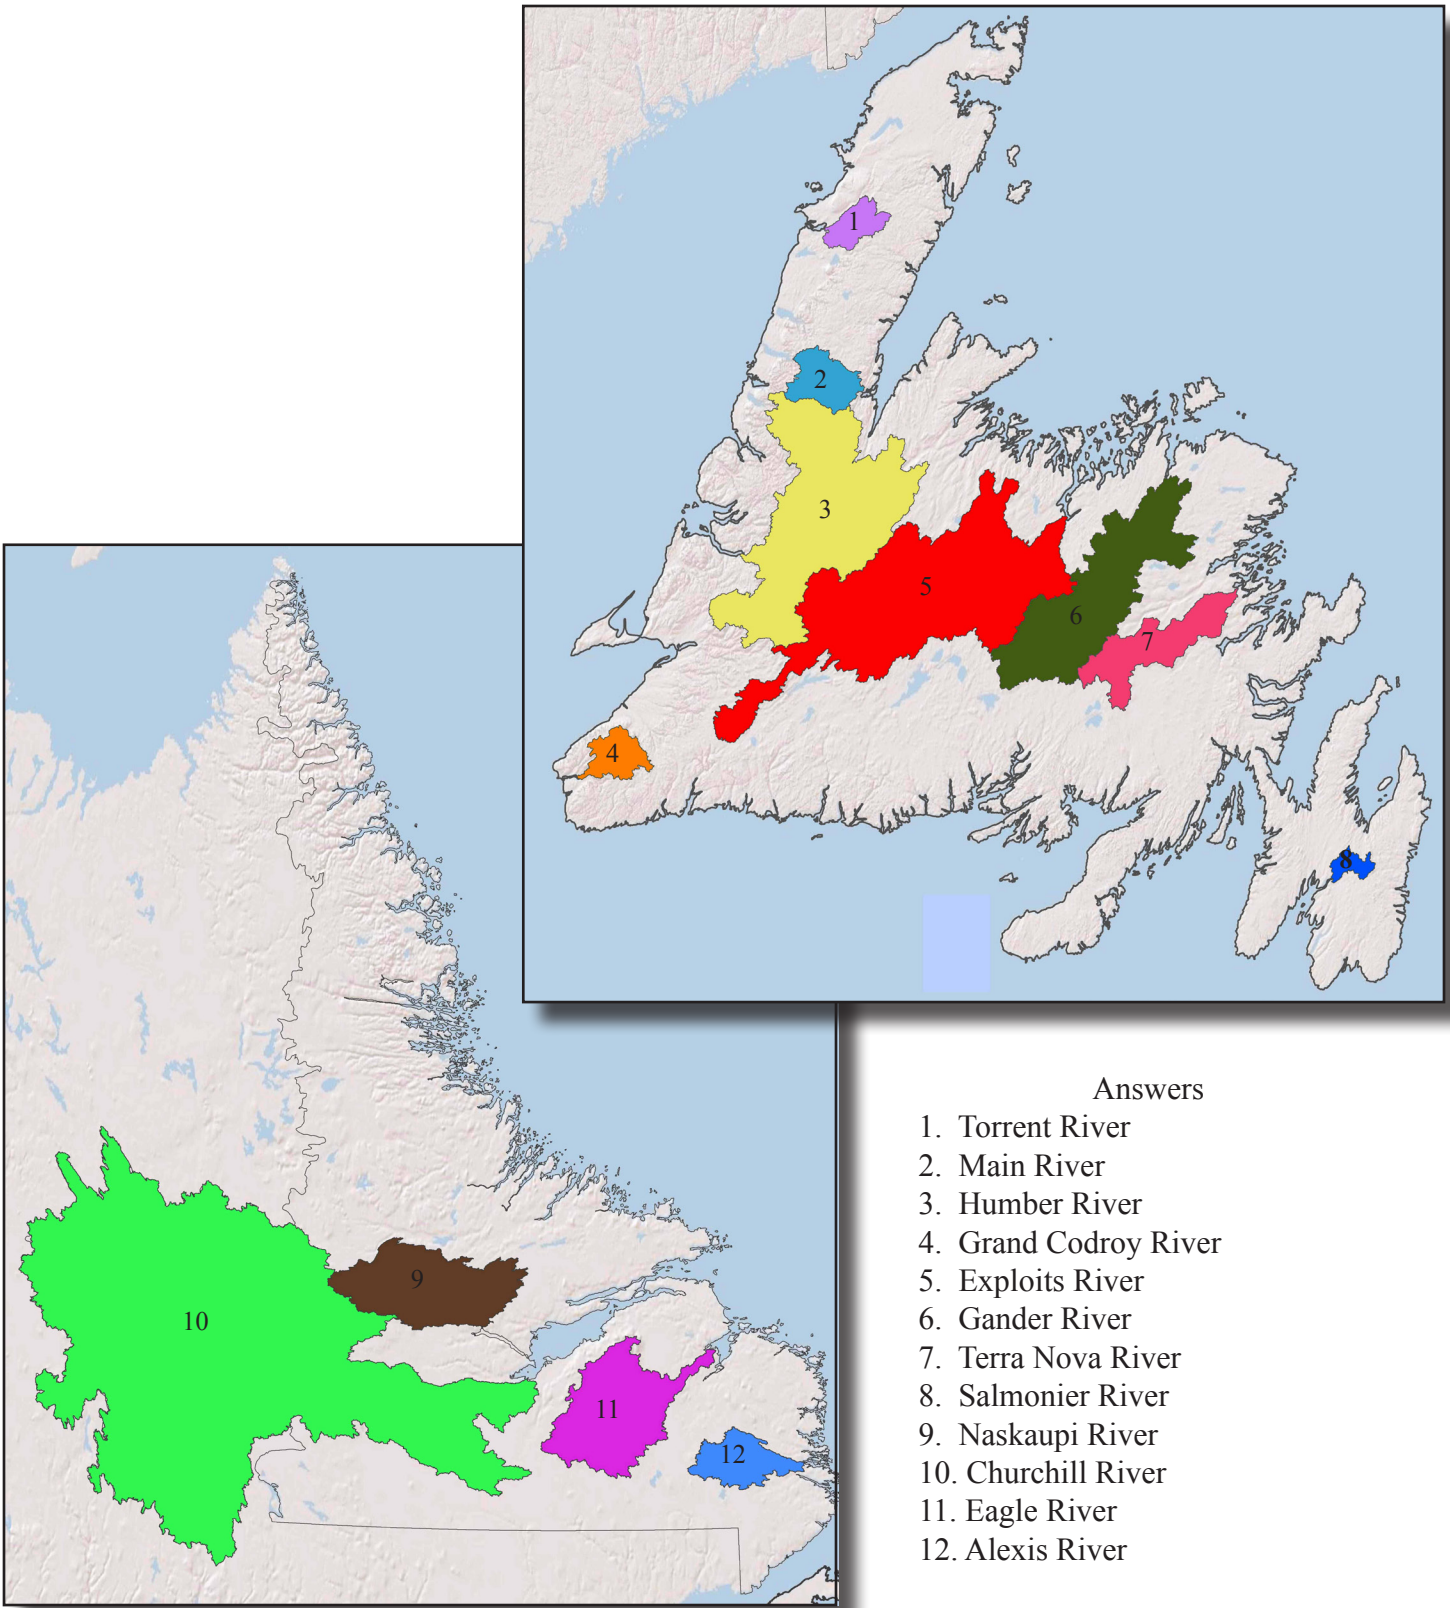 1
2
3
4
5
6
7
8
9
10
11
12
Answers
1. Torrent River
2. Main River
3. Humber River
4. Grand Codroy River
5. Exploits River
6. Gander River
7. Terra Nova River
8. Salmonier River
9. Naskaupi River
10. Churchill River
11. Eagle River
12. Alexis River